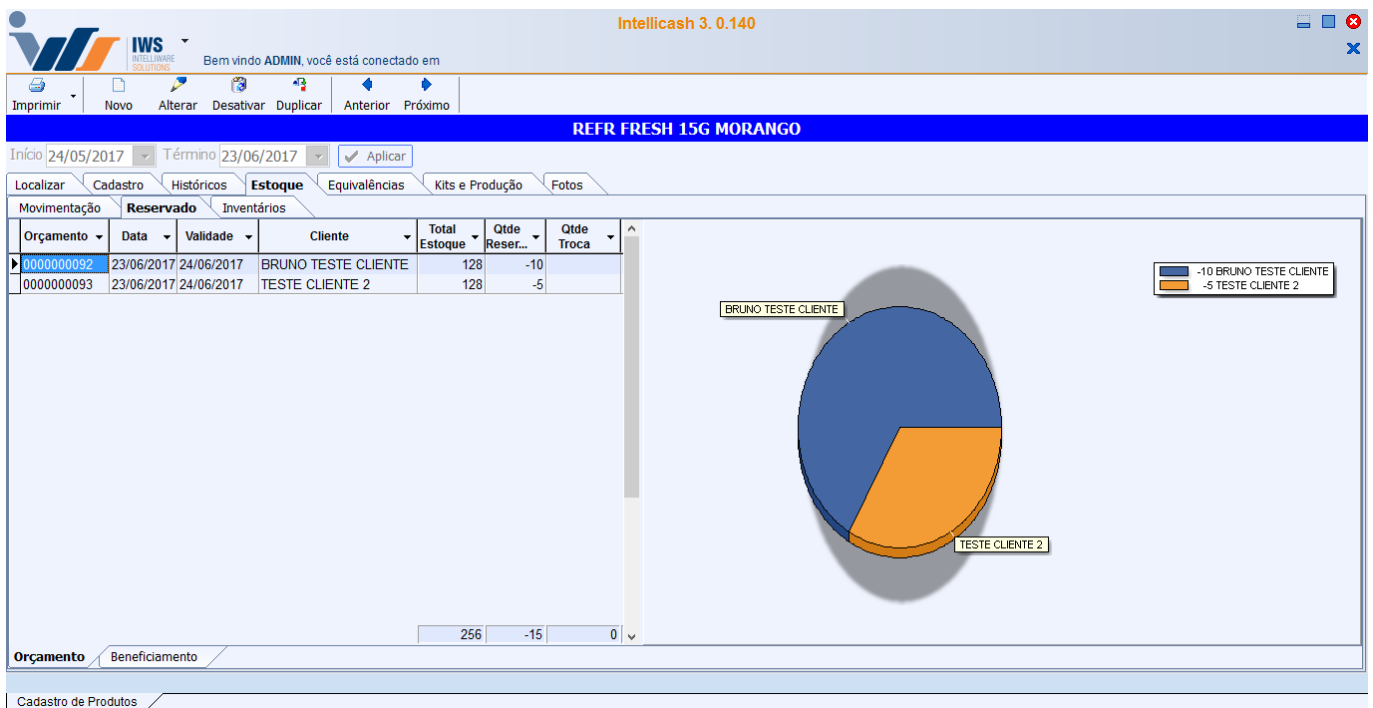 Intellicash 3. 0.140
IWS
INTELLIWARE
SOLUTIONS
Bem vindo ADMIN, você está conectado em
Imprimir Novo Alterar Desativar Duplicar Anterior Próximo
REFR FRESH 15G MORANGO
Início 24/05/2017 Término 23/06/2017 Aplicar
Localizar Cadastro Históricos Estoque Equivalências Kits e Produção Fotos
Movimentação Reservado Inventários
Orçamento Data Validade Cliente Total Estoque Qtde Reser... Qtde Troca
0000000092 23/06/2017 24/06/2017 BRUNO TESTE CLIENTE 128 -10
0000000093 23/06/2017 24/06/2017 TESTE CLIENTE 2 128 -5
256 -15 0
-10 BRUNO TESTE CLIENTE
-5 TESTE CLIENTE 2
BRUNO TESTE CLIENTE
TESTE CLIENTE 2
Orçamento Beneficiamento
Cadastro de Produtos